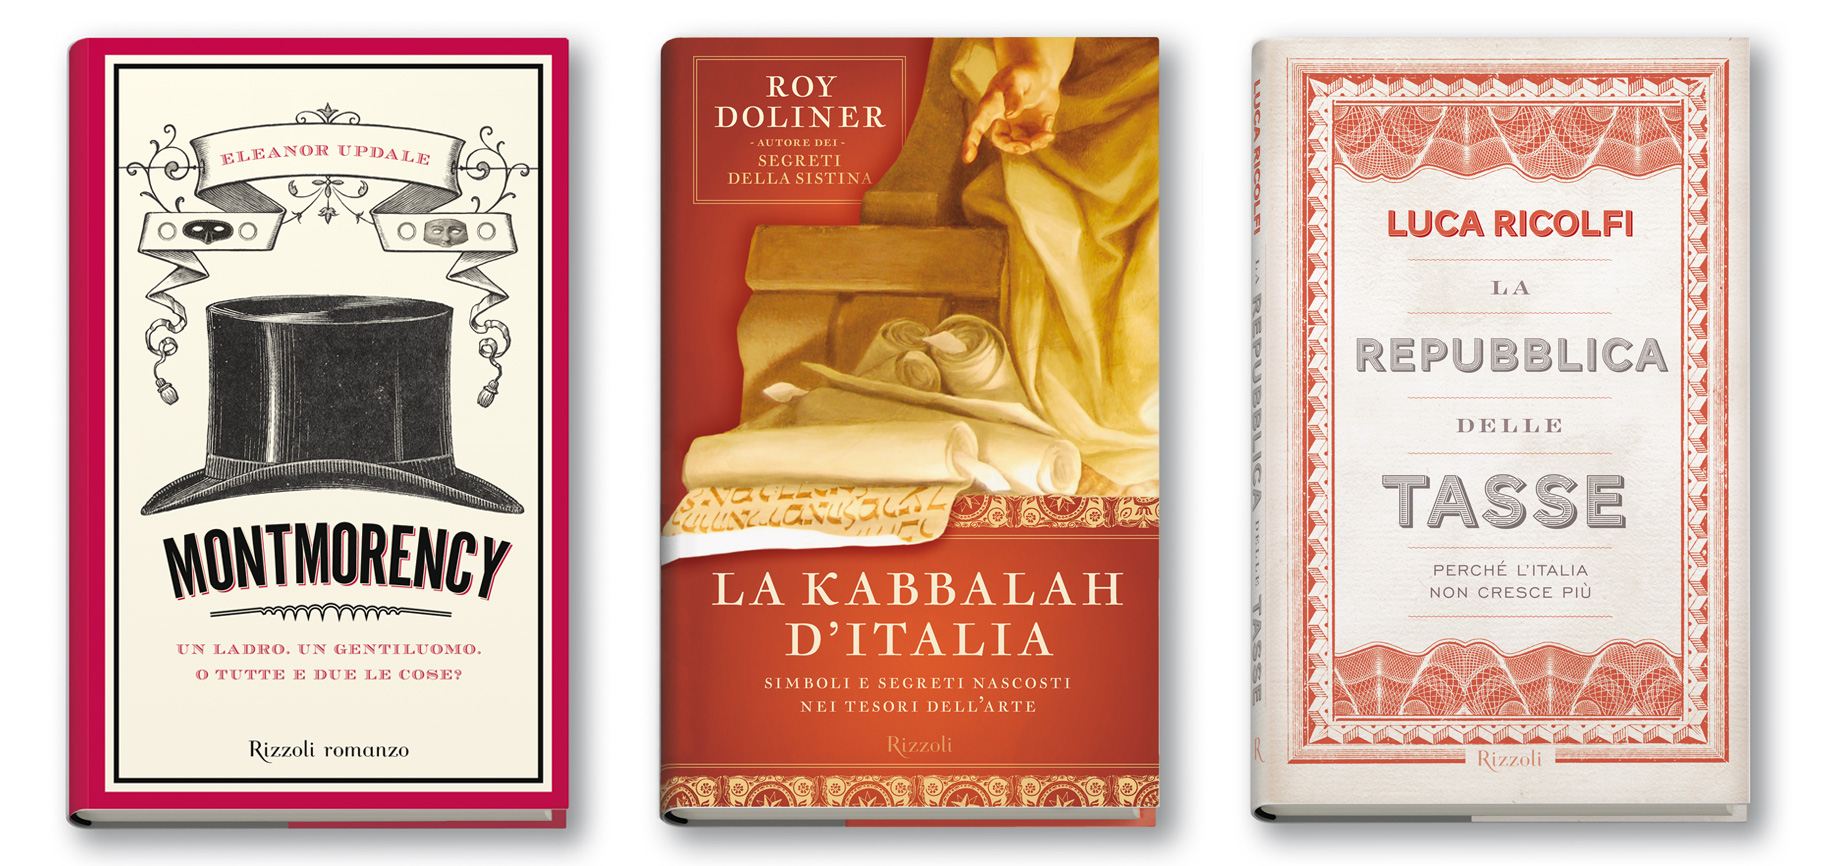 ELEANOR UPDALE
MONTMORENCY
UN LADRO. UN GENTILUOMO.
O TUTTE E DUE LE COSE?
Rizzoli romanzo
ROY
DOLINER
- AUTORE DEI -
SEGRETI
DELLA SISTINA
LA KABBALAH
D'ITALIA
SIMBOLI E SEGRETI NASCOSTI
NEI TESORI DELL'ARTE
Rizzoli
LUCA RICOLFI LA REPUBBLICA DELLE TASSE R
LUCA RICOLFI
LA
REPUBBLICA
DELLE
TASSE
PERCHÉ L'ITALIA
NON CRESCE PIÙ
Rizzoli